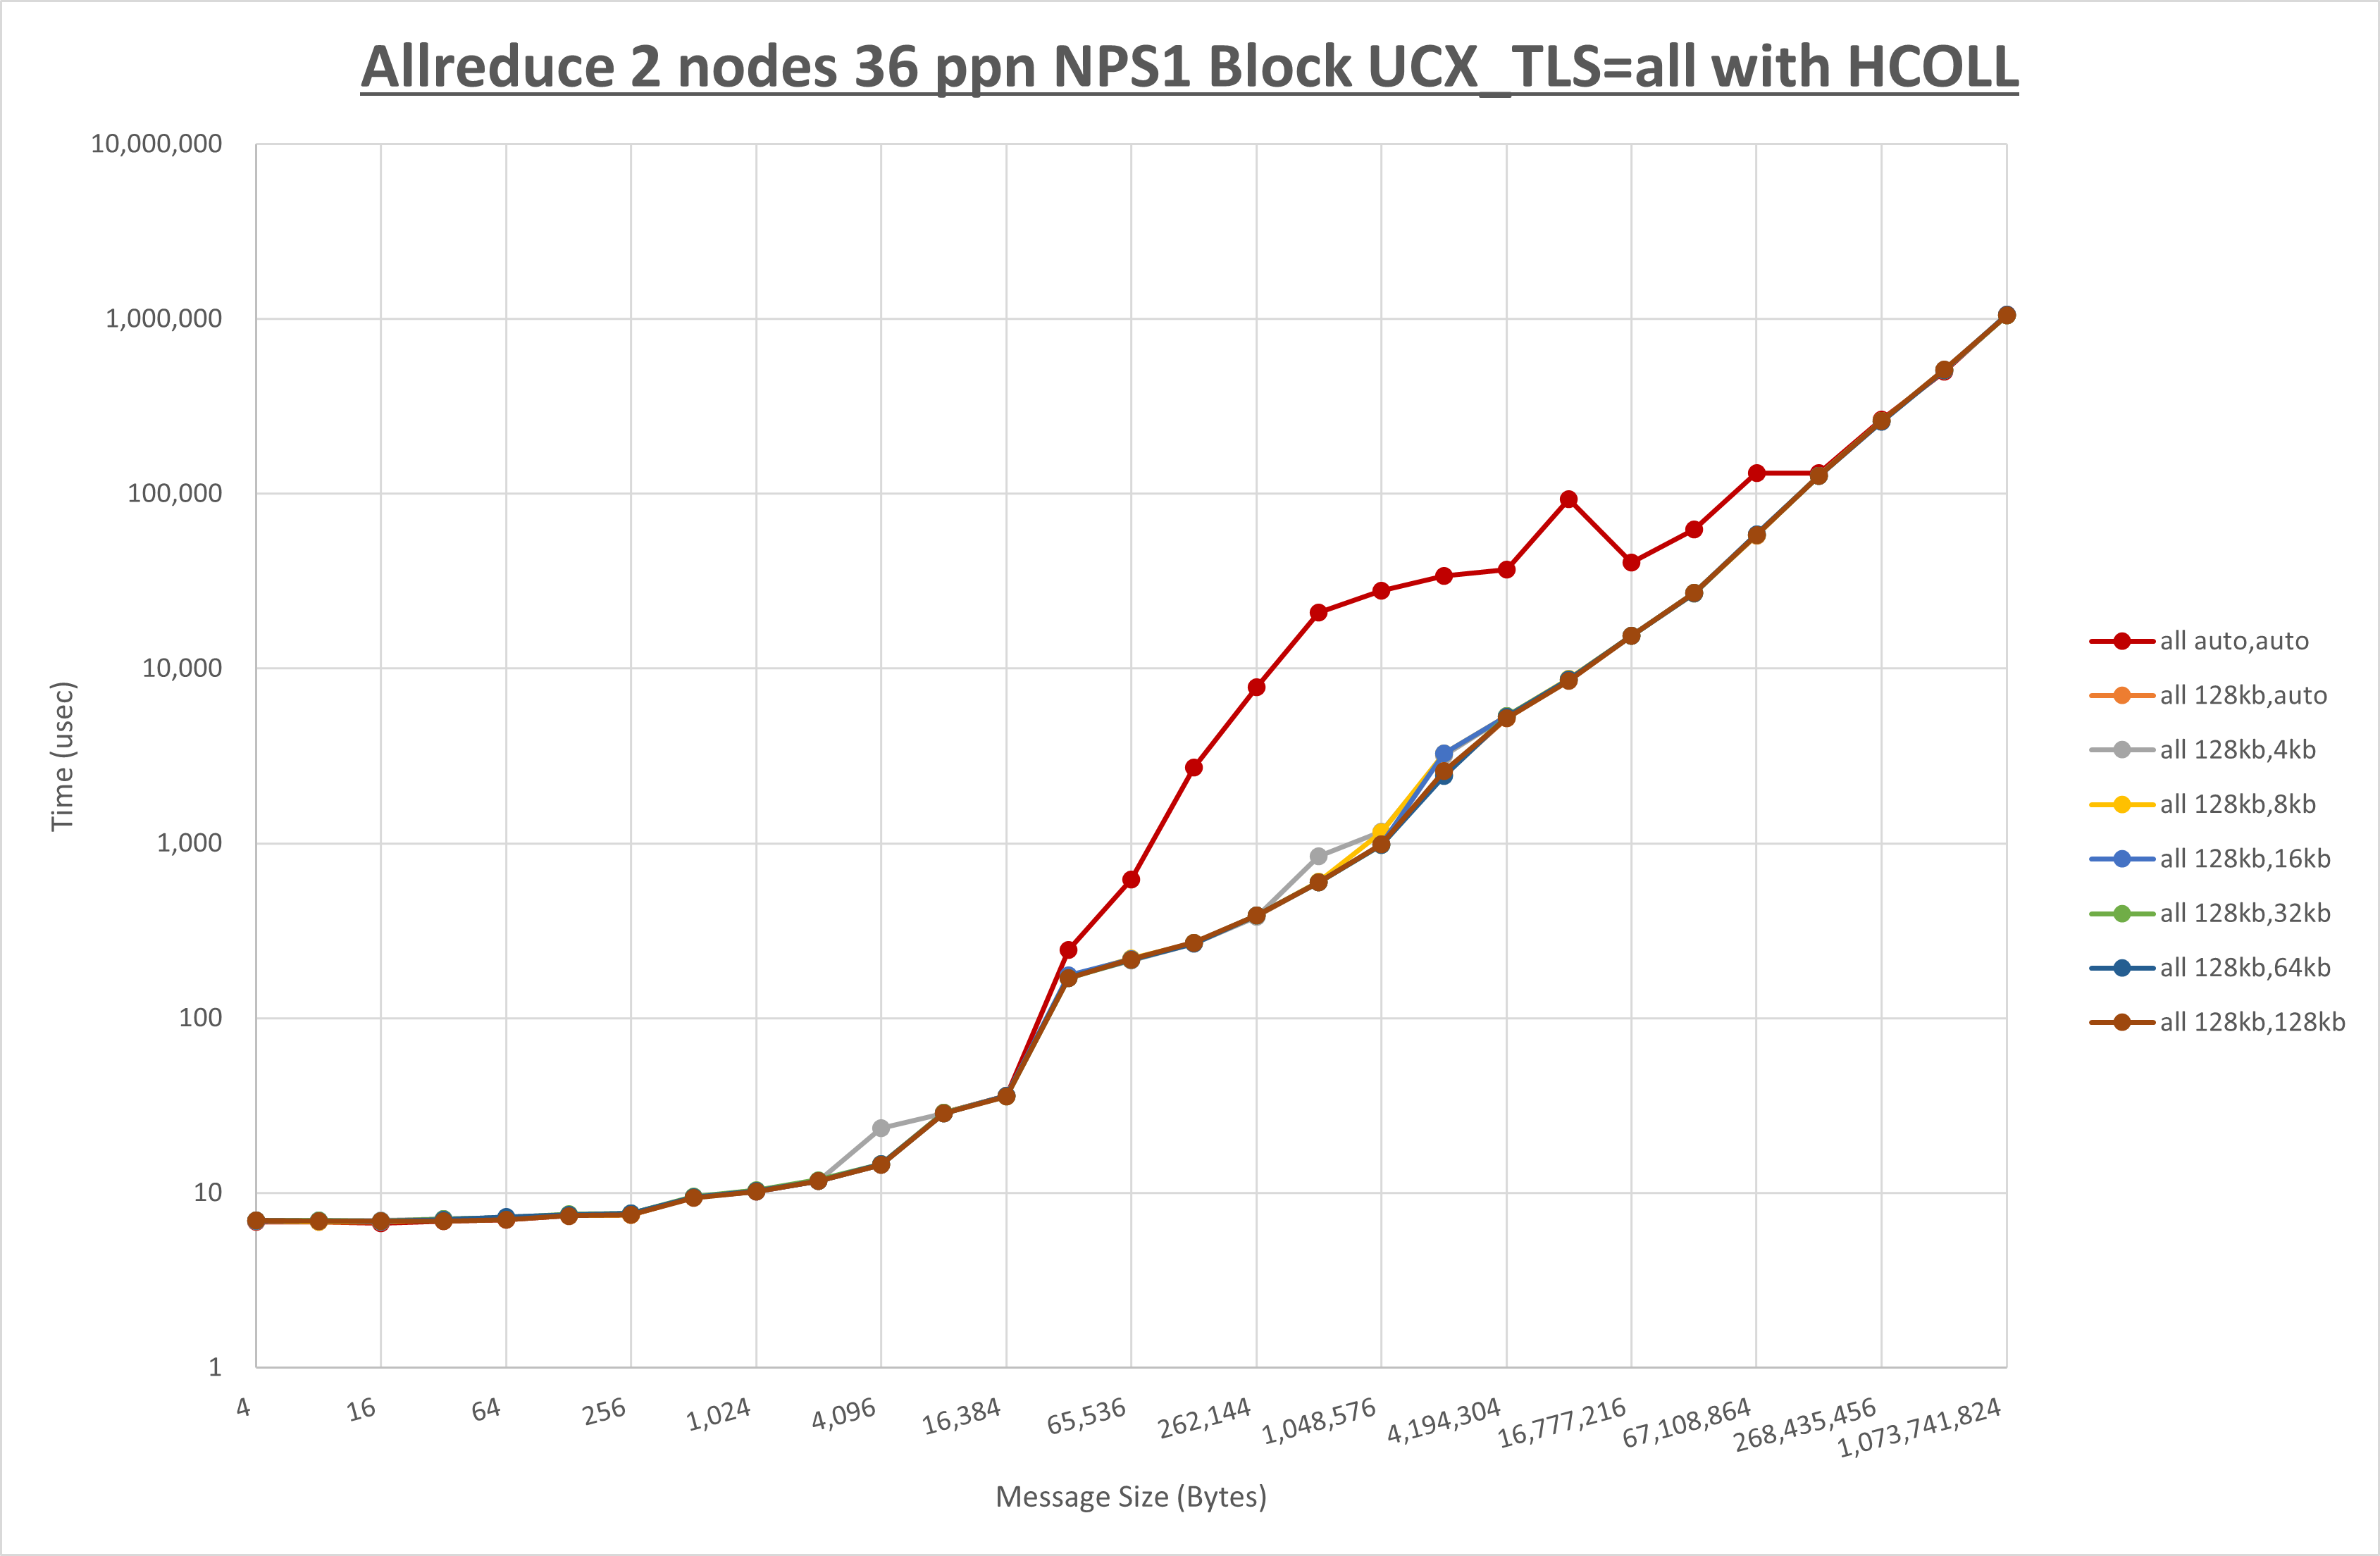 Allreduce 2 nodes 36 ppn NPS1 Block UCX_TLS=all with HCOLL
10,000,000
1,000,000
100,000
10,000
1,000
100
10
1
Time (usec)
4
16
64
256
1,024
4,096
16,384
65,536
262,144
1,048,576
4,194,304
16,777,216
67,108,864
268,435,456
1,073,741,824
Message Size (Bytes)
all auto,auto
all 128kb,auto
all 128kb,4kb
all 128kb,8kb
all 128kb,16kb
all 128kb,32kb
all 128kb,64kb
all 128kb,128kb